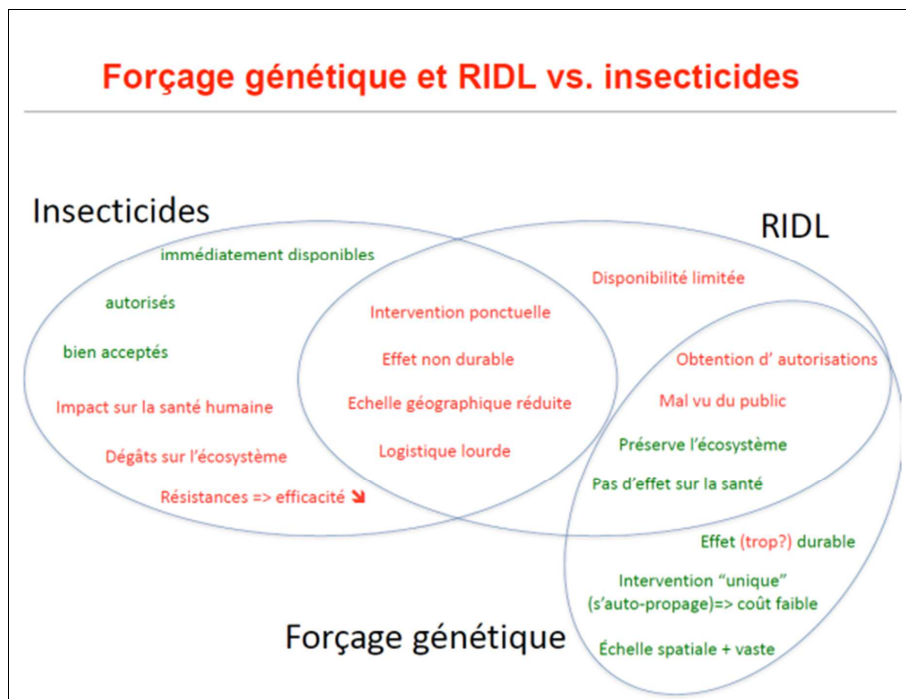 Forçage génétique et RIDL vs. insecticides
Insecticides
immédiatement disponibles
autorisés
bien acceptés
Impact sur la santé humaine
Dégâts sur l'écosystème
Résistances => efficacité ↘
Intervention ponctuelle
Effet non durable
Echelle géographique réduite
Logistique lourde
RIDL
Disponibilité limitée
Obtention d' autorisations
Mal vu du public
Préserve l'écosystème
Pas d'effet sur la santé
Effet (trop?) durable
Intervention "unique"
(s'auto-propage)=> coût faible
Échelle spatiale + vaste
Forçage génétique